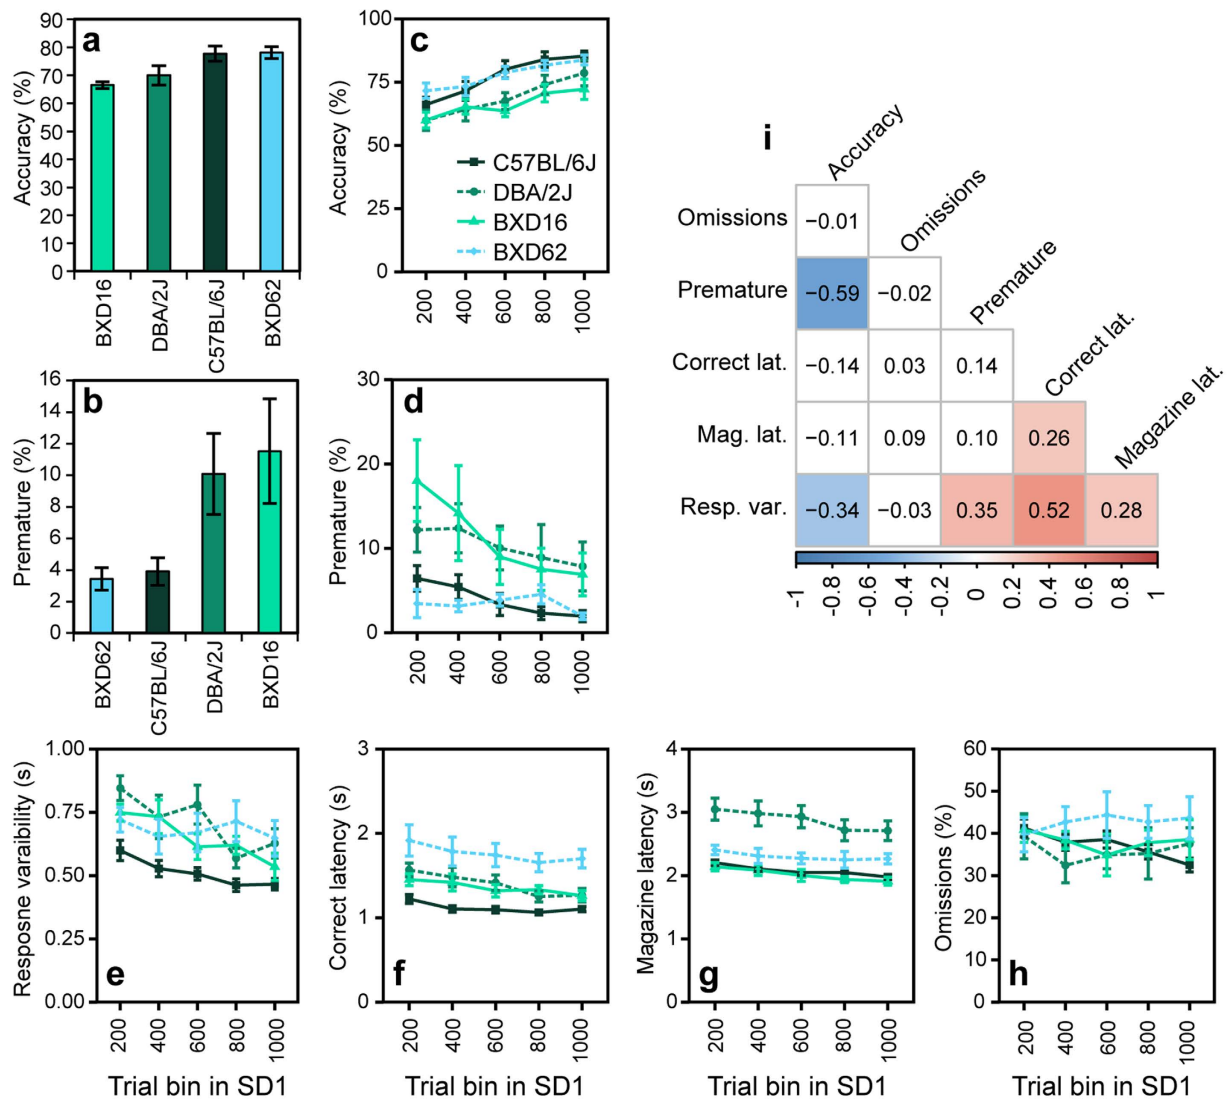 a
Accuracy (%)
90
80
70
60
50
40
30
20
10
0
BXD16
DBA/2J
C57BL/6J
BXD62
c
Accuracy (%)
100
75
50
25
0
C57BL/6J
DBA/2J
BXD16
BXD62
200
400
600
800
1000
i
Accuracy
Omissions
Premature
Correct lat.
Magazine lat.
Omissions −0.01
Premature −0.59 −0.02
Correct lat. −0.14 0.03 0.14
Mag. lat. −0.11 0.09 0.10 0.26
Resp. var. −0.34 −0.03 0.35 0.52 0.28
-1 -0.8 -0.6 -0.4 -0.2 0 0.2 0.4 0.6 0.8 1
b
Premature (%)
16
14
12
10
8
6
4
2
0
BXD62
C57BL/6J
DBA/2J
BXD16
d
Premature (%)
30
20
10
0
200
400
600
800
1000
e
Resposne varaibility (s)
1.00
0.75
0.50
0.25
0.00
200
400
600
800
1000
Trial bin in SD1
f
Correct latency (s)
3
2
1
0
200
400
600
800
1000
Trial bin in SD1
g
Magazine latency (s)
4
3
2
1
0
200
400
600
800
1000
Trial bin in SD1
h
Omissions (%)
60
50
40
30
20
10
0
200
400
600
800
1000
Trial bin in SD1